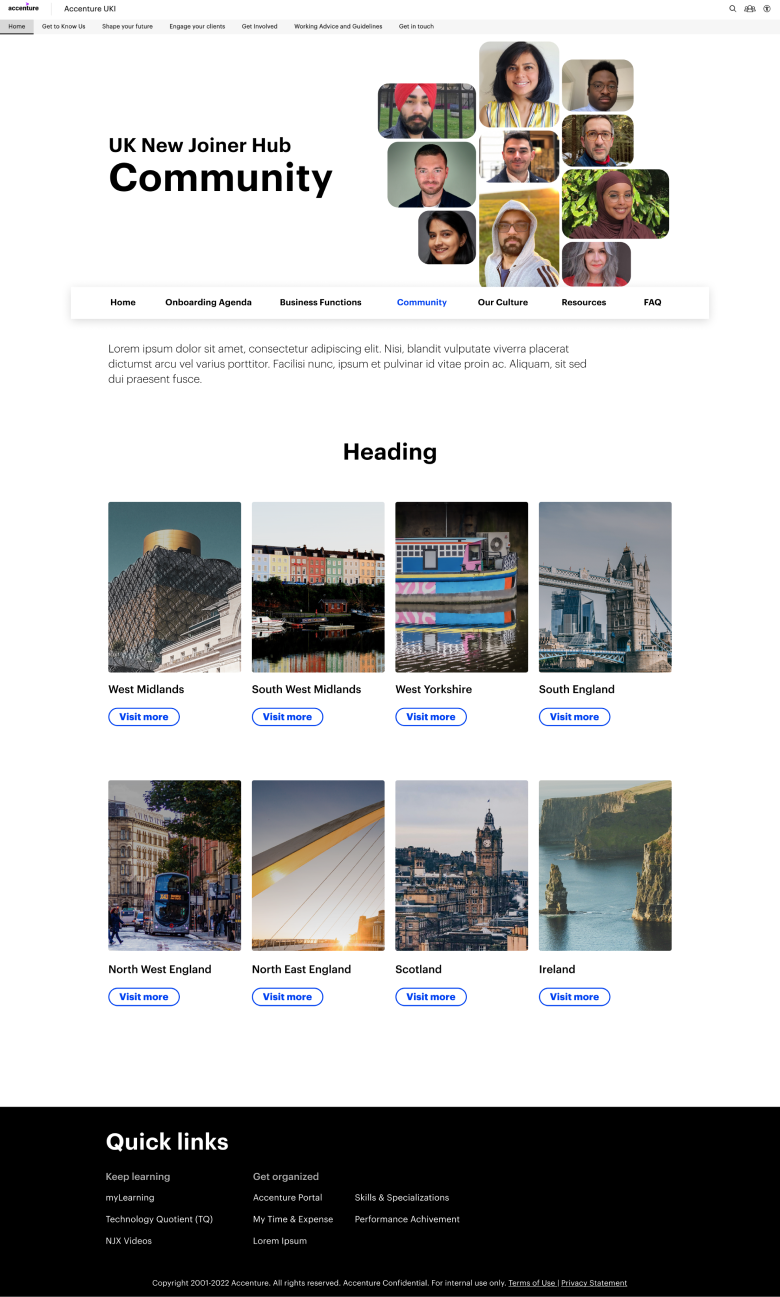 accenture
Accenture UKI
Home
Get to Know Us
Shape your future
Engage your clients
Get Involved
Working Advice and Guidelines
Get in touch
UK New Joiner Hub
Community
Home
Onboarding Agenda
Business Functions
Community
Our Culture
Resources
FAQ
Lorem ipsum dolor sit amet, consectetur adipiscing elit. Nisi, blandit vulputate viverra placerat
dictumst arcu vel varius porttitor. Facilisi nunc, ipsum et pulvinar id vitae proin ac. Aliquam, sit sed
dui praesent fusce.
Heading
West Midlands
South West Midlands
West Yorkshire
South England
Visit more
Visit more
Visit more
Visit more
North West England
North East England
Scotland
Ireland
Visit more
Visit more
Visit more
Visit more
Quick links
Keep learning
Get organized
myLearning
Accenture Portal
Skills & Specializations
Technology Quotient (TQ)
My Time & Expense
Performance Achivement
NJX Videos
Lorem Ipsum
Copyright 2001-2022 Accenture. All rights reserved. Accenture Confidential. For internal use only. Terms of Use | Privacy Statement